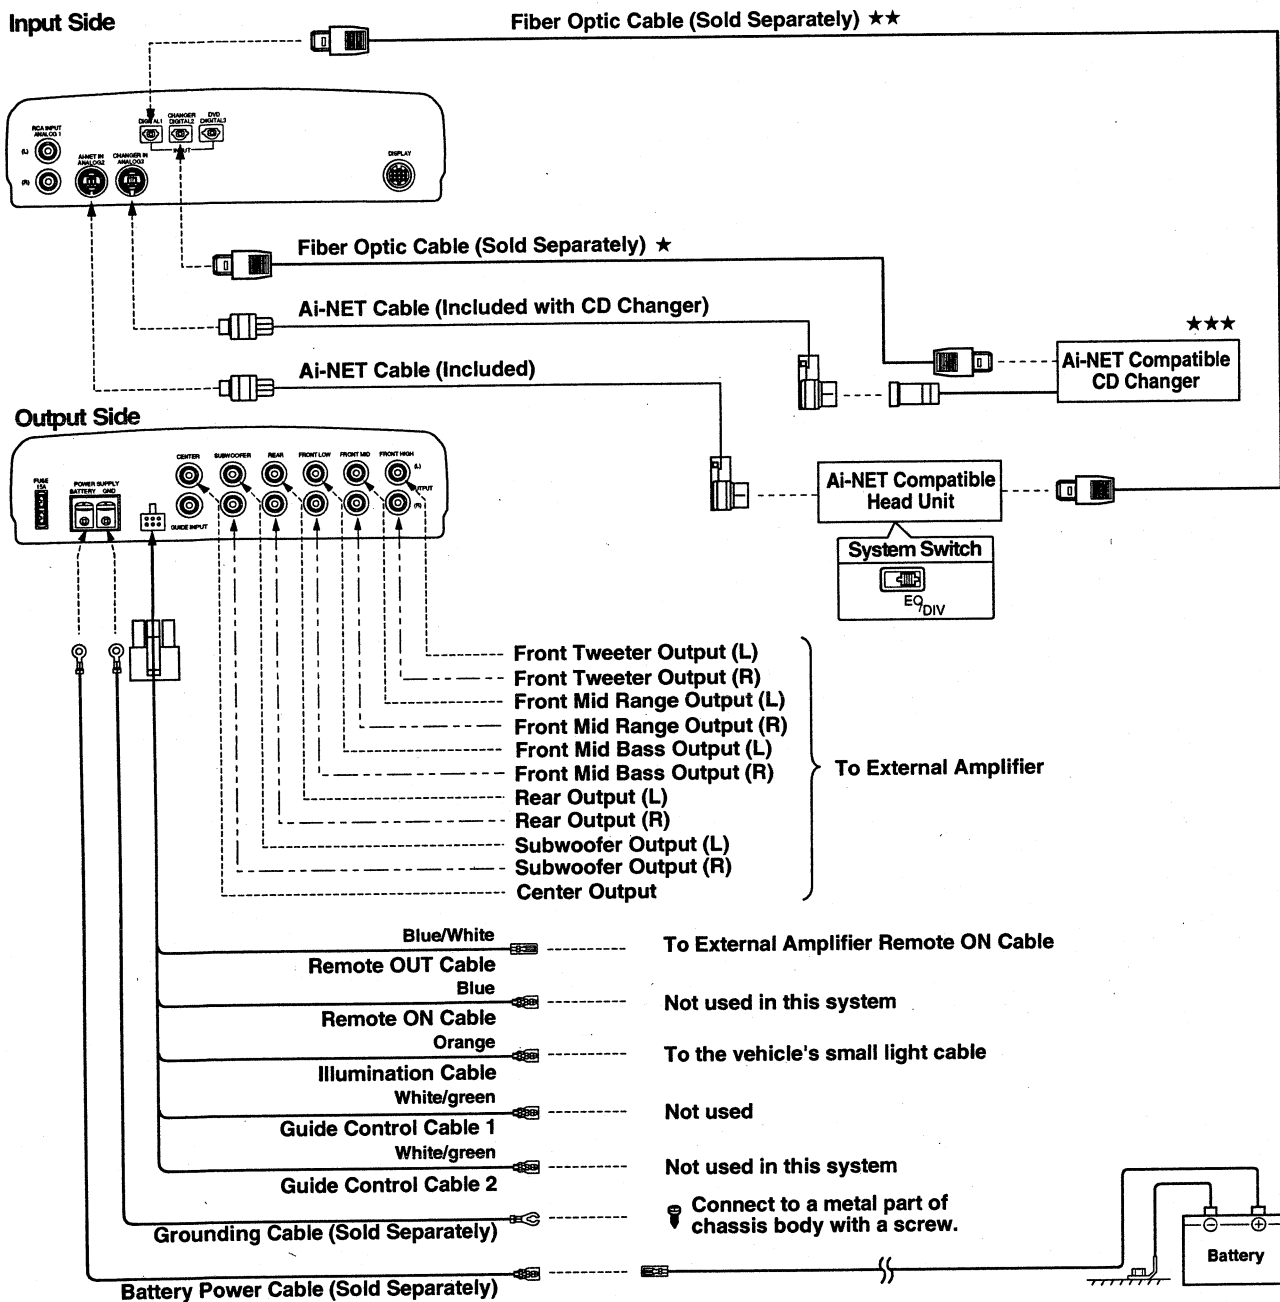 Input Side
Fiber Optic Cable (Sold Separately) ★★
RCA INPUT
ANALOG 1
(L)
(R)
AI-NET IN
ANALOG2
CHANGER IN
ANALOG3
DIGITAL1
CHANGER
DIGITAL2
DVD
DIGITAL3
INPUT
DISPLAY
Fiber Optic Cable (Sold Separately) ★
Ai-NET Cable (Included with CD Changer)
★★★
Ai-NET Compatible
CD Changer
Ai-NET Cable (Included)
Output Side
FUSE
15A
POWER SUPPLY
BATTERY GND
CENTER
SUBWOOFER
REAR
FRONT LOW
FRONT MID
FRONT HIGH
(L)
OUTPUT
(R)
GUIDE INPUT
Ai-NET Compatible
Head Unit
System Switch
EQ/DIV
Front Tweeter Output (L)
Front Tweeter Output (R)
Front Mid Range Output (L)
Front Mid Range Output (R)
Front Mid Bass Output (L)
Front Mid Bass Output (R)
Rear Output (L)
Rear Output (R)
Subwoofer Output (L)
Subwoofer Output (R)
Center Output
To External Amplifier
Blue/White
Remote OUT Cable
To External Amplifier Remote ON Cable
Blue
Remote ON Cable
Not used in this system
Orange
Illumination Cable
To the vehicle's small light cable
White/green
Guide Control Cable 1
Not used
White/green
Guide Control Cable 2
Not used in this system
Grounding Cable (Sold Separately)
Connect to a metal part of
chassis body with a screw.
Battery Power Cable (Sold Separately)
Battery